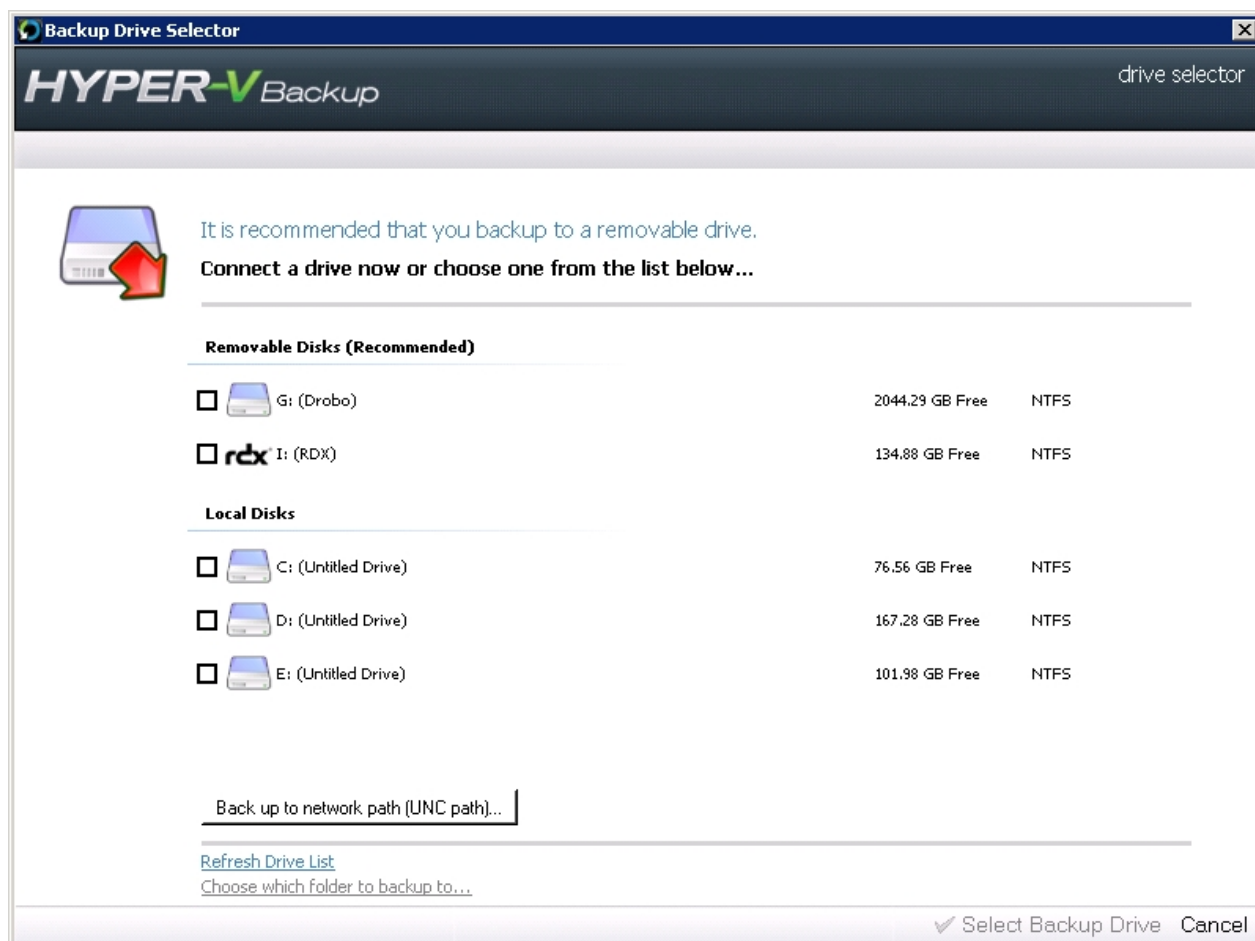 Backup Drive Selector
HYPER-V Backup
drive selector
It is recommended that you backup to a removable drive.
Connect a drive now or choose one from the list below...
Removable Disks (Recommended)
G: (Drobo) 2044.29 GB Free NTFS
rdx I: (RDX) 134.88 GB Free NTFS
Local Disks
C: (Untitled Drive) 76.56 GB Free NTFS
D: (Untitled Drive) 167.28 GB Free NTFS
E: (Untitled Drive) 101.98 GB Free NTFS
Back up to network path (UNC path)...
Refresh Drive List
Choose which folder to backup to...
Select Backup Drive Cancel